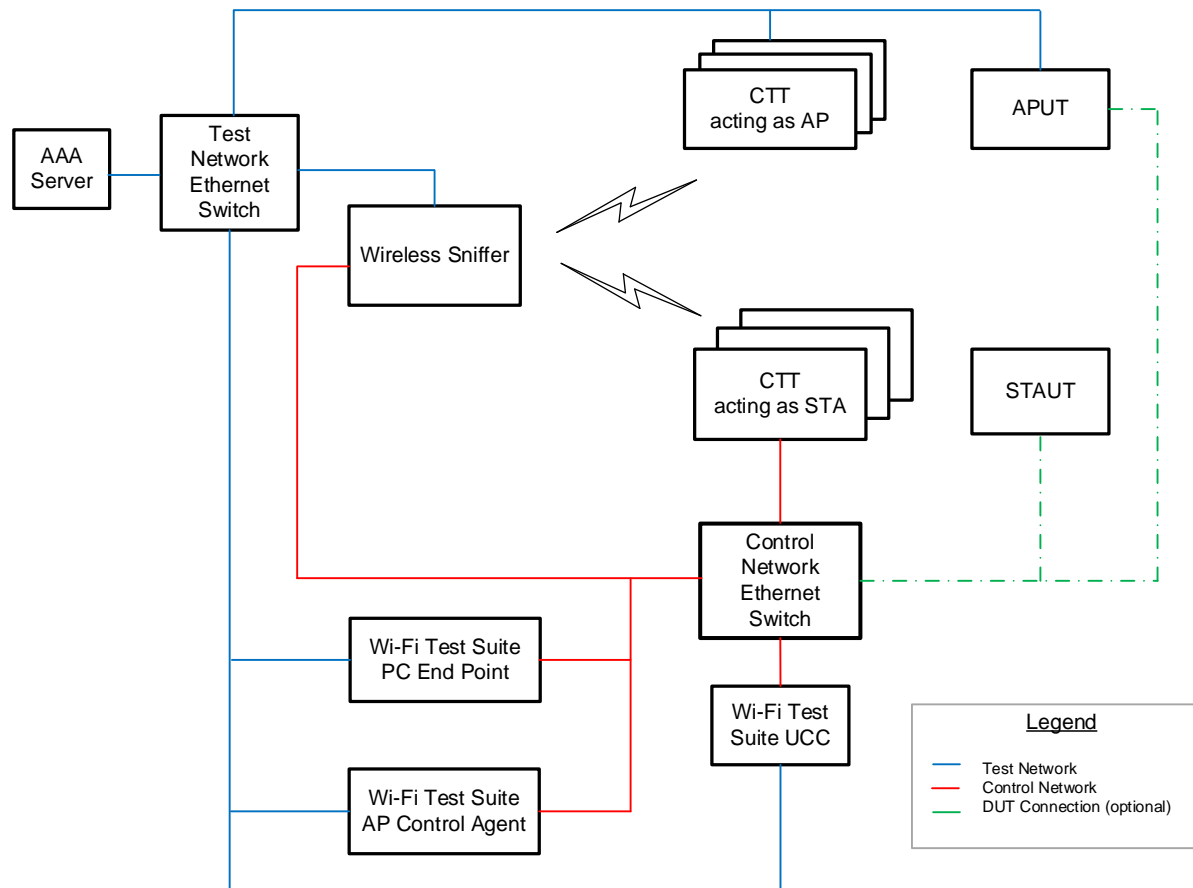 CTT
acting as AP
APUT
AAA
Server
Test
Network
Ethernet
Switch
Wireless Sniffer
CTT
acting as STA
STAUT
Control
Network
Ethernet
Switch
Wi-Fi Test Suite
PC End Point
Wi-Fi Test
Suite UCC
Wi-Fi Test Suite
AP Control Agent
Legend
Test Network
Control Network
DUT Connection (optional)